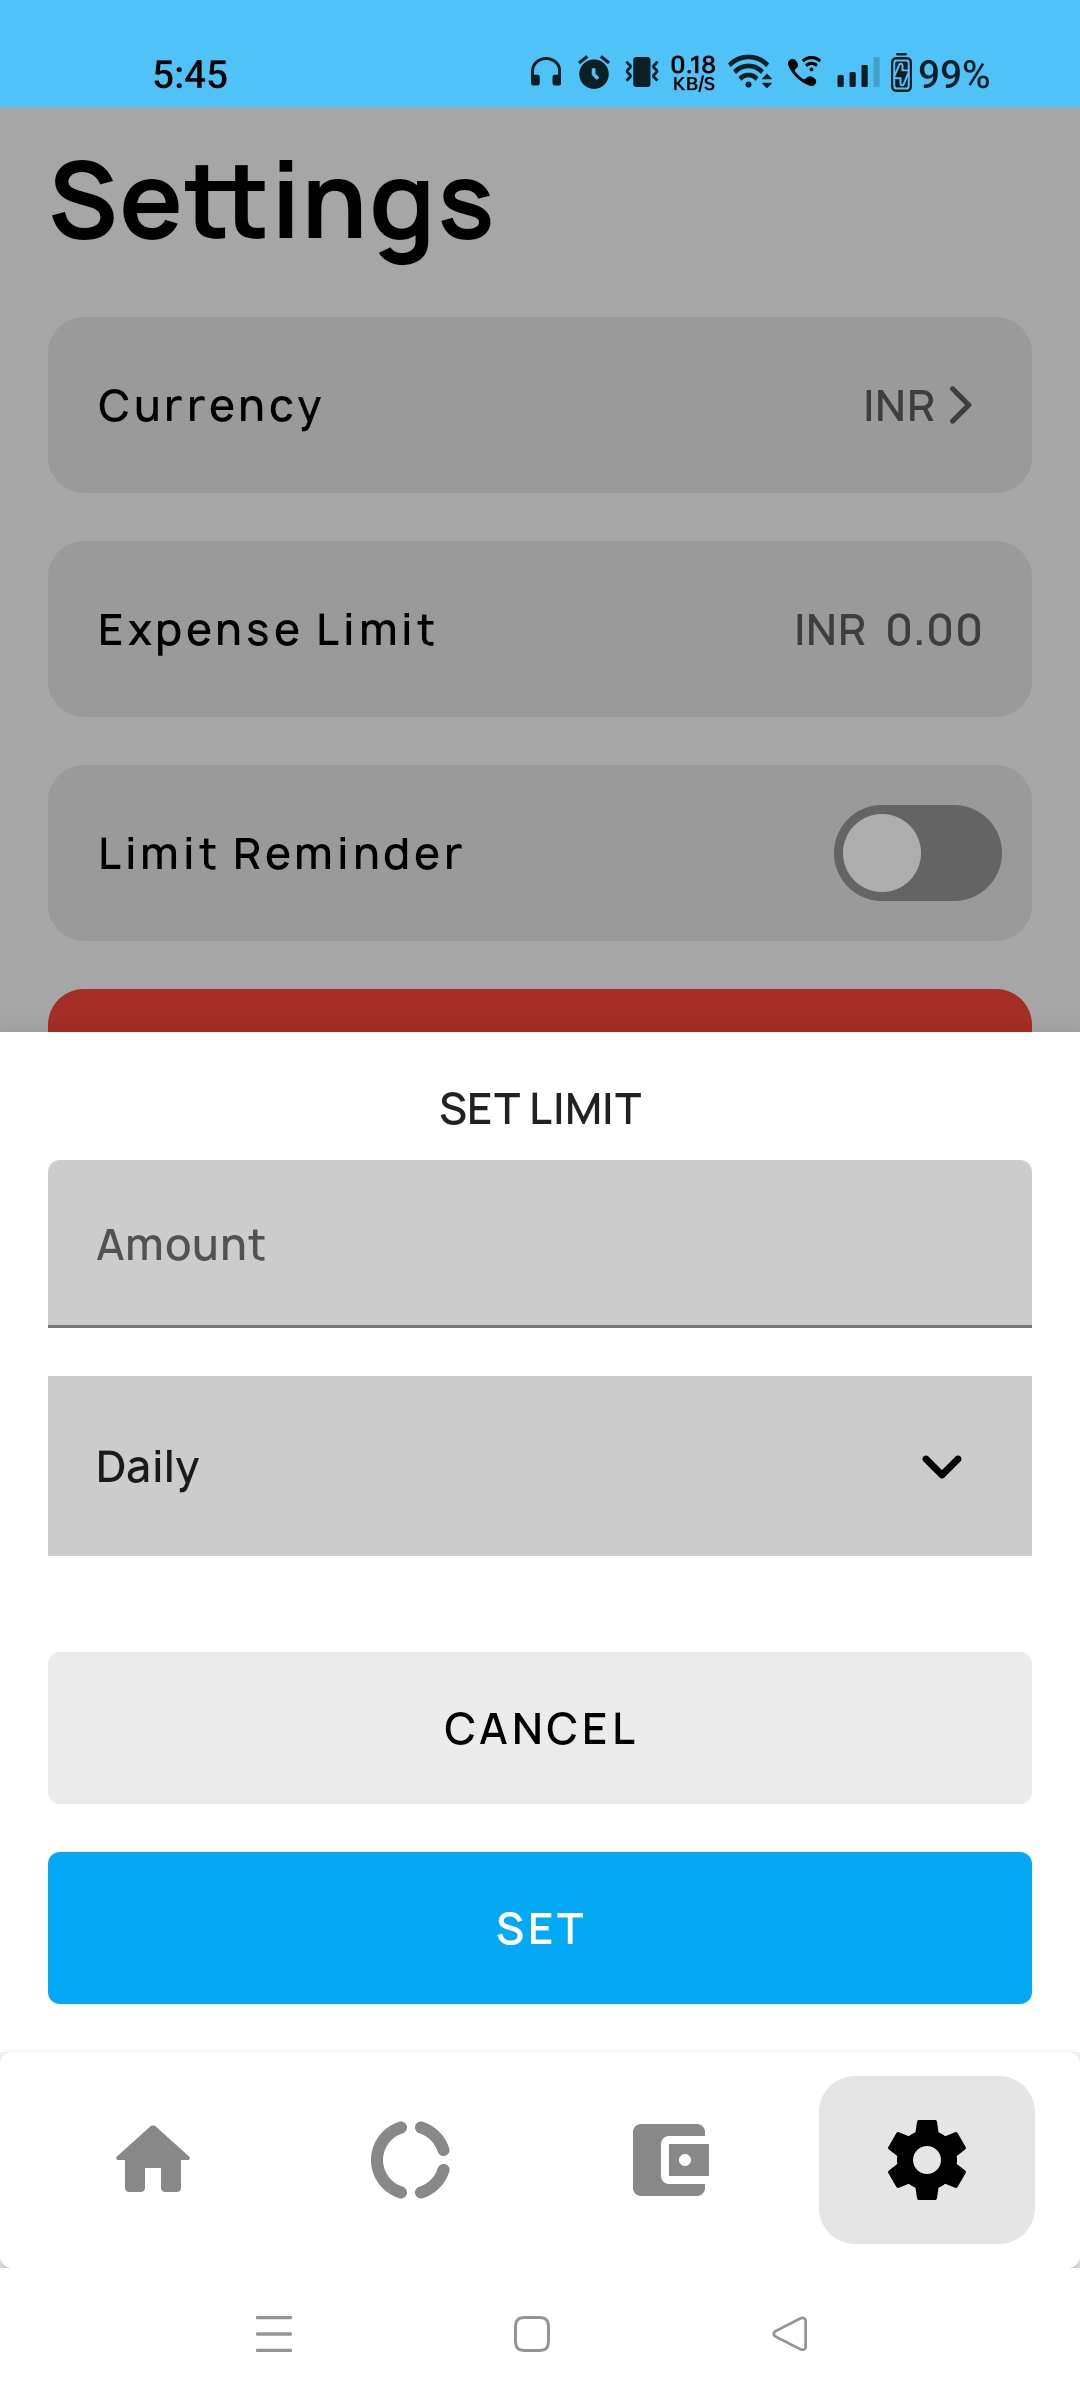 5:45 0.18 KB/S 99%
Settings
Currency INR
Expense Limit INR 0.00
Limit Reminder
SET LIMIT
Amount
Daily
CANCEL
SET